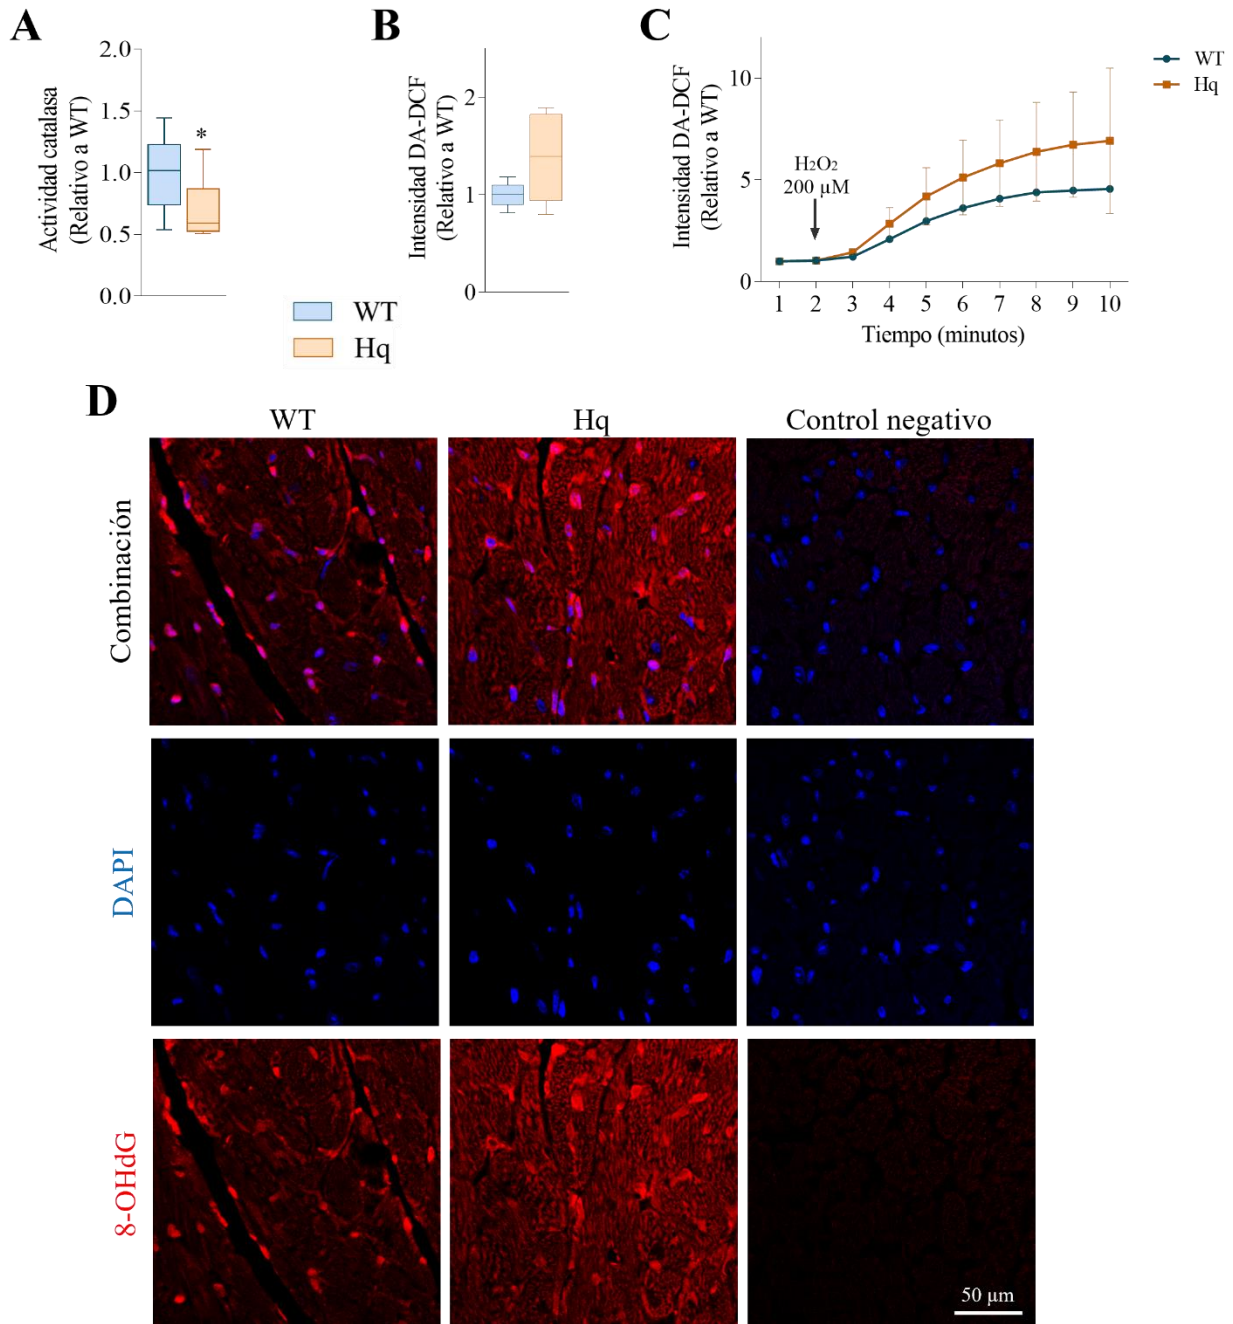 A
Actividad catalasa
(Relativo a WT)
2.0
1.5
1.0
0.5
0.0
*
WT
Hq
B
Intensidad DA-DCF
(Relativo a WT)
2
1
0
C
Intensidad DA-DCF
(Relativo a WT)
10
5
0
H2O2
200 µM
1 2 3 4 5 6 7 8 9 10
Tiempo (minutos)
WT
Hq
D
WT Hq Control negativo
Combinación
DAPI
8-OHdG
50 µm